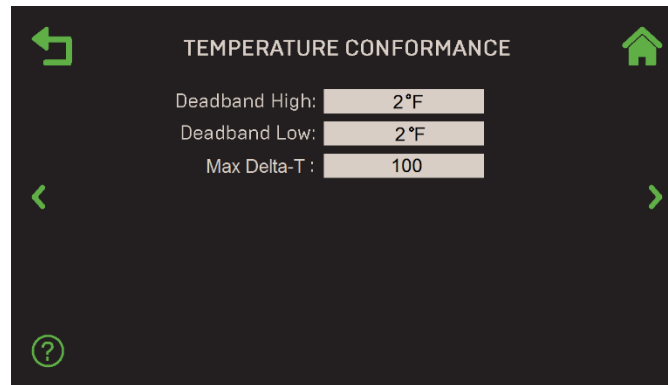 TEMPERATURE CONFORMANCE
Deadband High: 2°F
Deadband Low: 2°F
Max Delta-T : 100
?